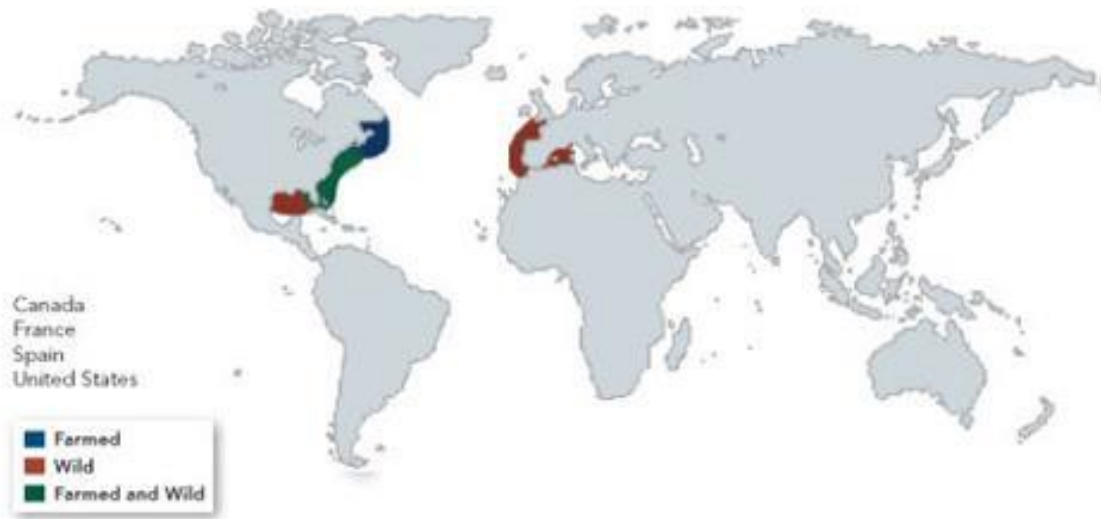 Canada
France
Spain
United States
Farmed
Wild
Farmed and Wild